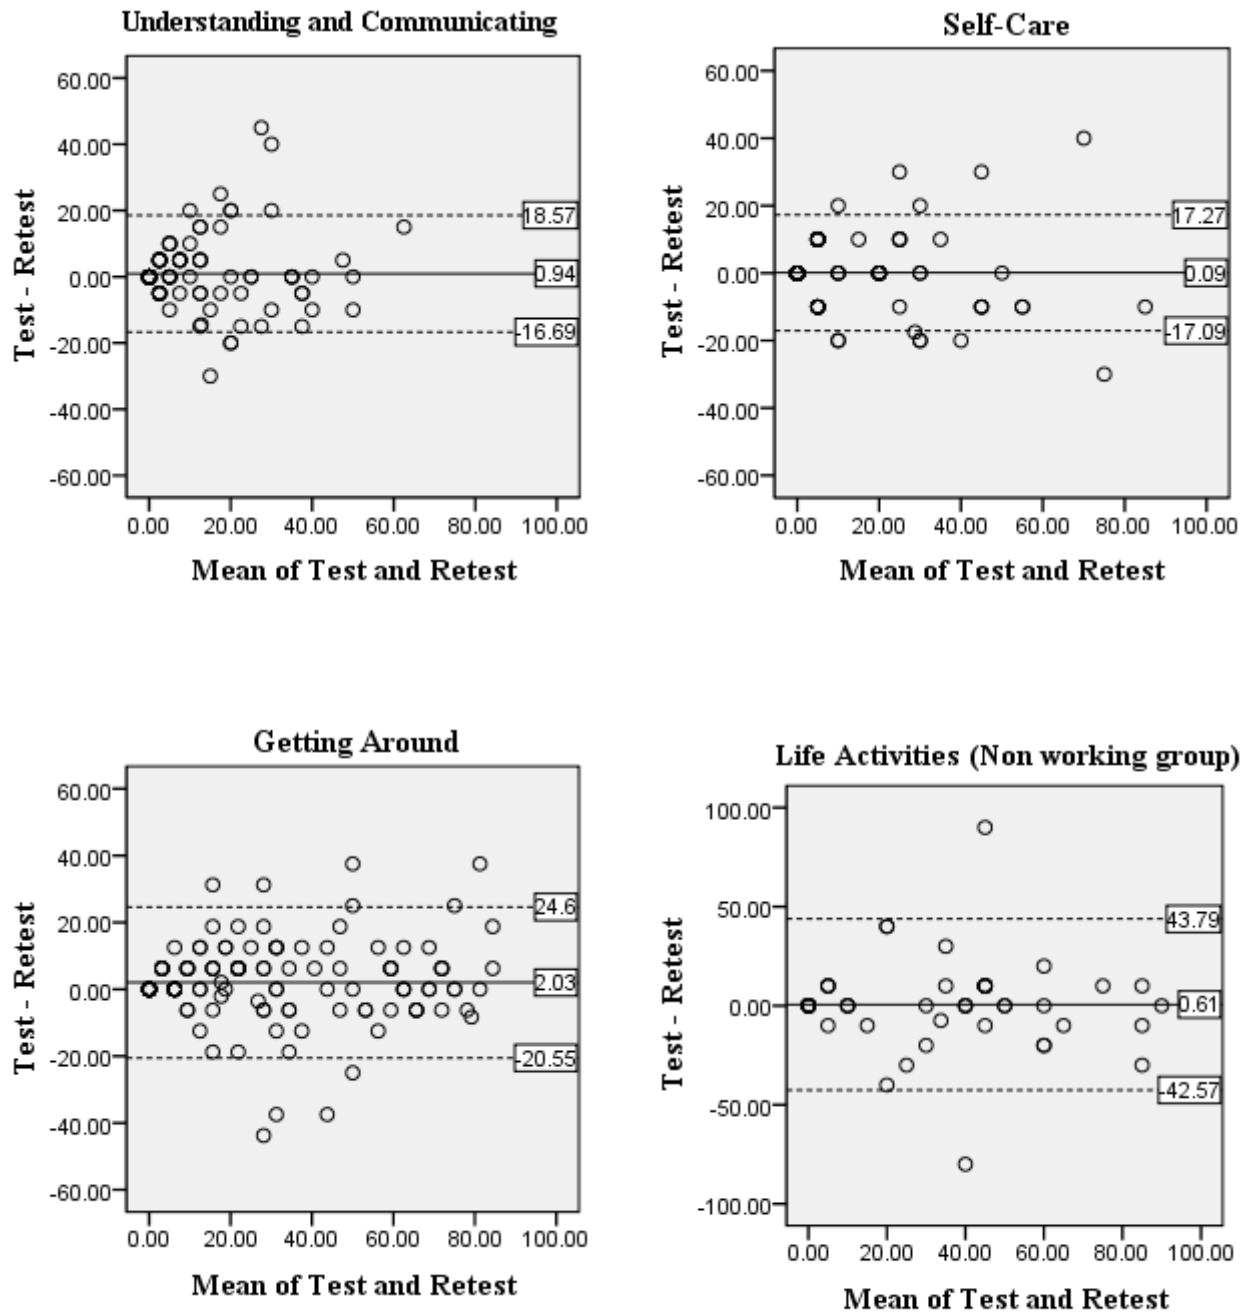 Understanding and Communicating
60.00
40.00
20.00
0.00
-20.00
-40.00
-60.00
Test - Retest
18.57
0.94
-16.69
0.00 20.00 40.00 60.00 80.00 100.00
Mean of Test and Retest
Self-Care
60.00
40.00
20.00
0.00
-20.00
-40.00
-60.00
Test - Retest
17.27
0.09
-17.09
0.00 20.00 40.00 60.00 80.00 100.00
Mean of Test and Retest
Getting Around
60.00
40.00
20.00
0.00
-20.00
-40.00
-60.00
Test - Retest
24.6
2.03
-20.55
0.00 20.00 40.00 60.00 80.00 100.00
Mean of Test and Retest
Life Activities (Non working group)
100.00
50.00
0.00
-50.00
-100.00
Test - Retest
43.79
0.61
-42.57
0.00 20.00 40.00 60.00 80.00 100.00
Mean of Test and Retest